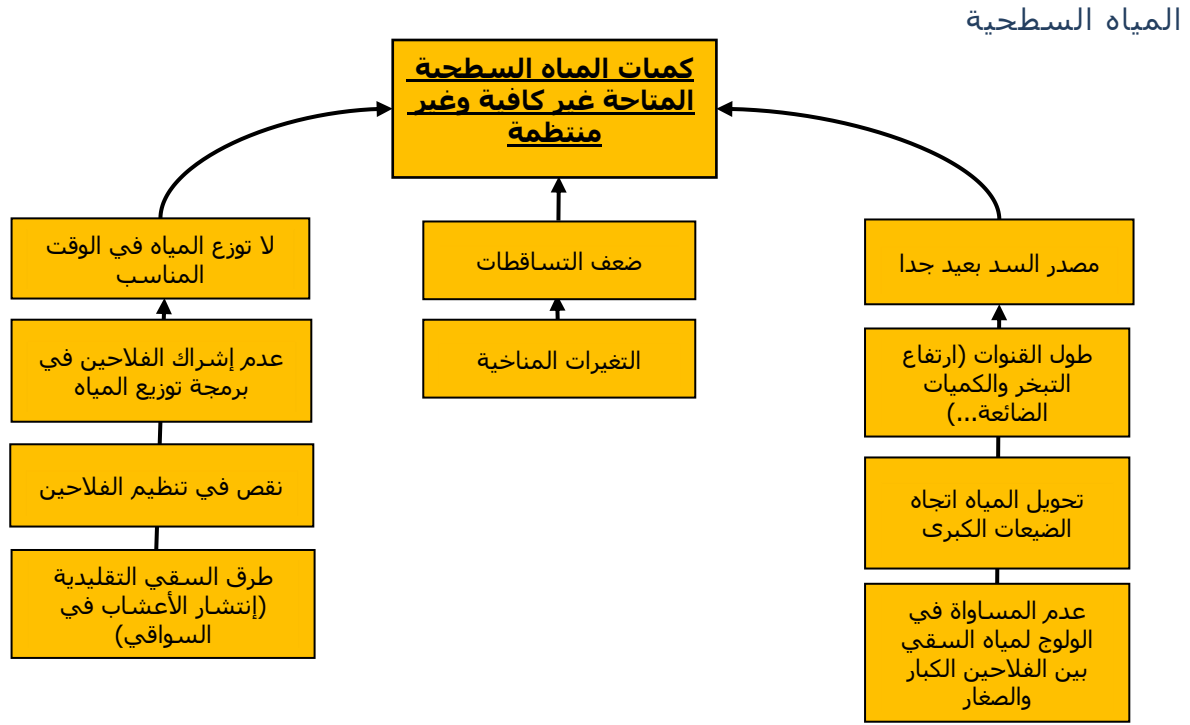 المياه السطحية
كميات المياه السطحية
المتاحة غير كافية وغير
منتظمة
مصدر السد بعيد جدا
طول القنوات (ارتفاع
التبخر والكميات
الضائعة...)
تحويل المياه اتجاه
الضيعات الكبرى
عدم المساواة في
الولوج لمياه السقي
بين الفلاحين الكبار
والصغار
ضعف التساقطات
التغيرات المناخية
لا توزع المياه في الوقت
المناسب
عدم إشراك الفلاحين في
برمجة توزيع المياه
نقص في تنظيم الفلاحين
طرق السقي التقليدية
(إنتشار الأعشاب في
السواقي)